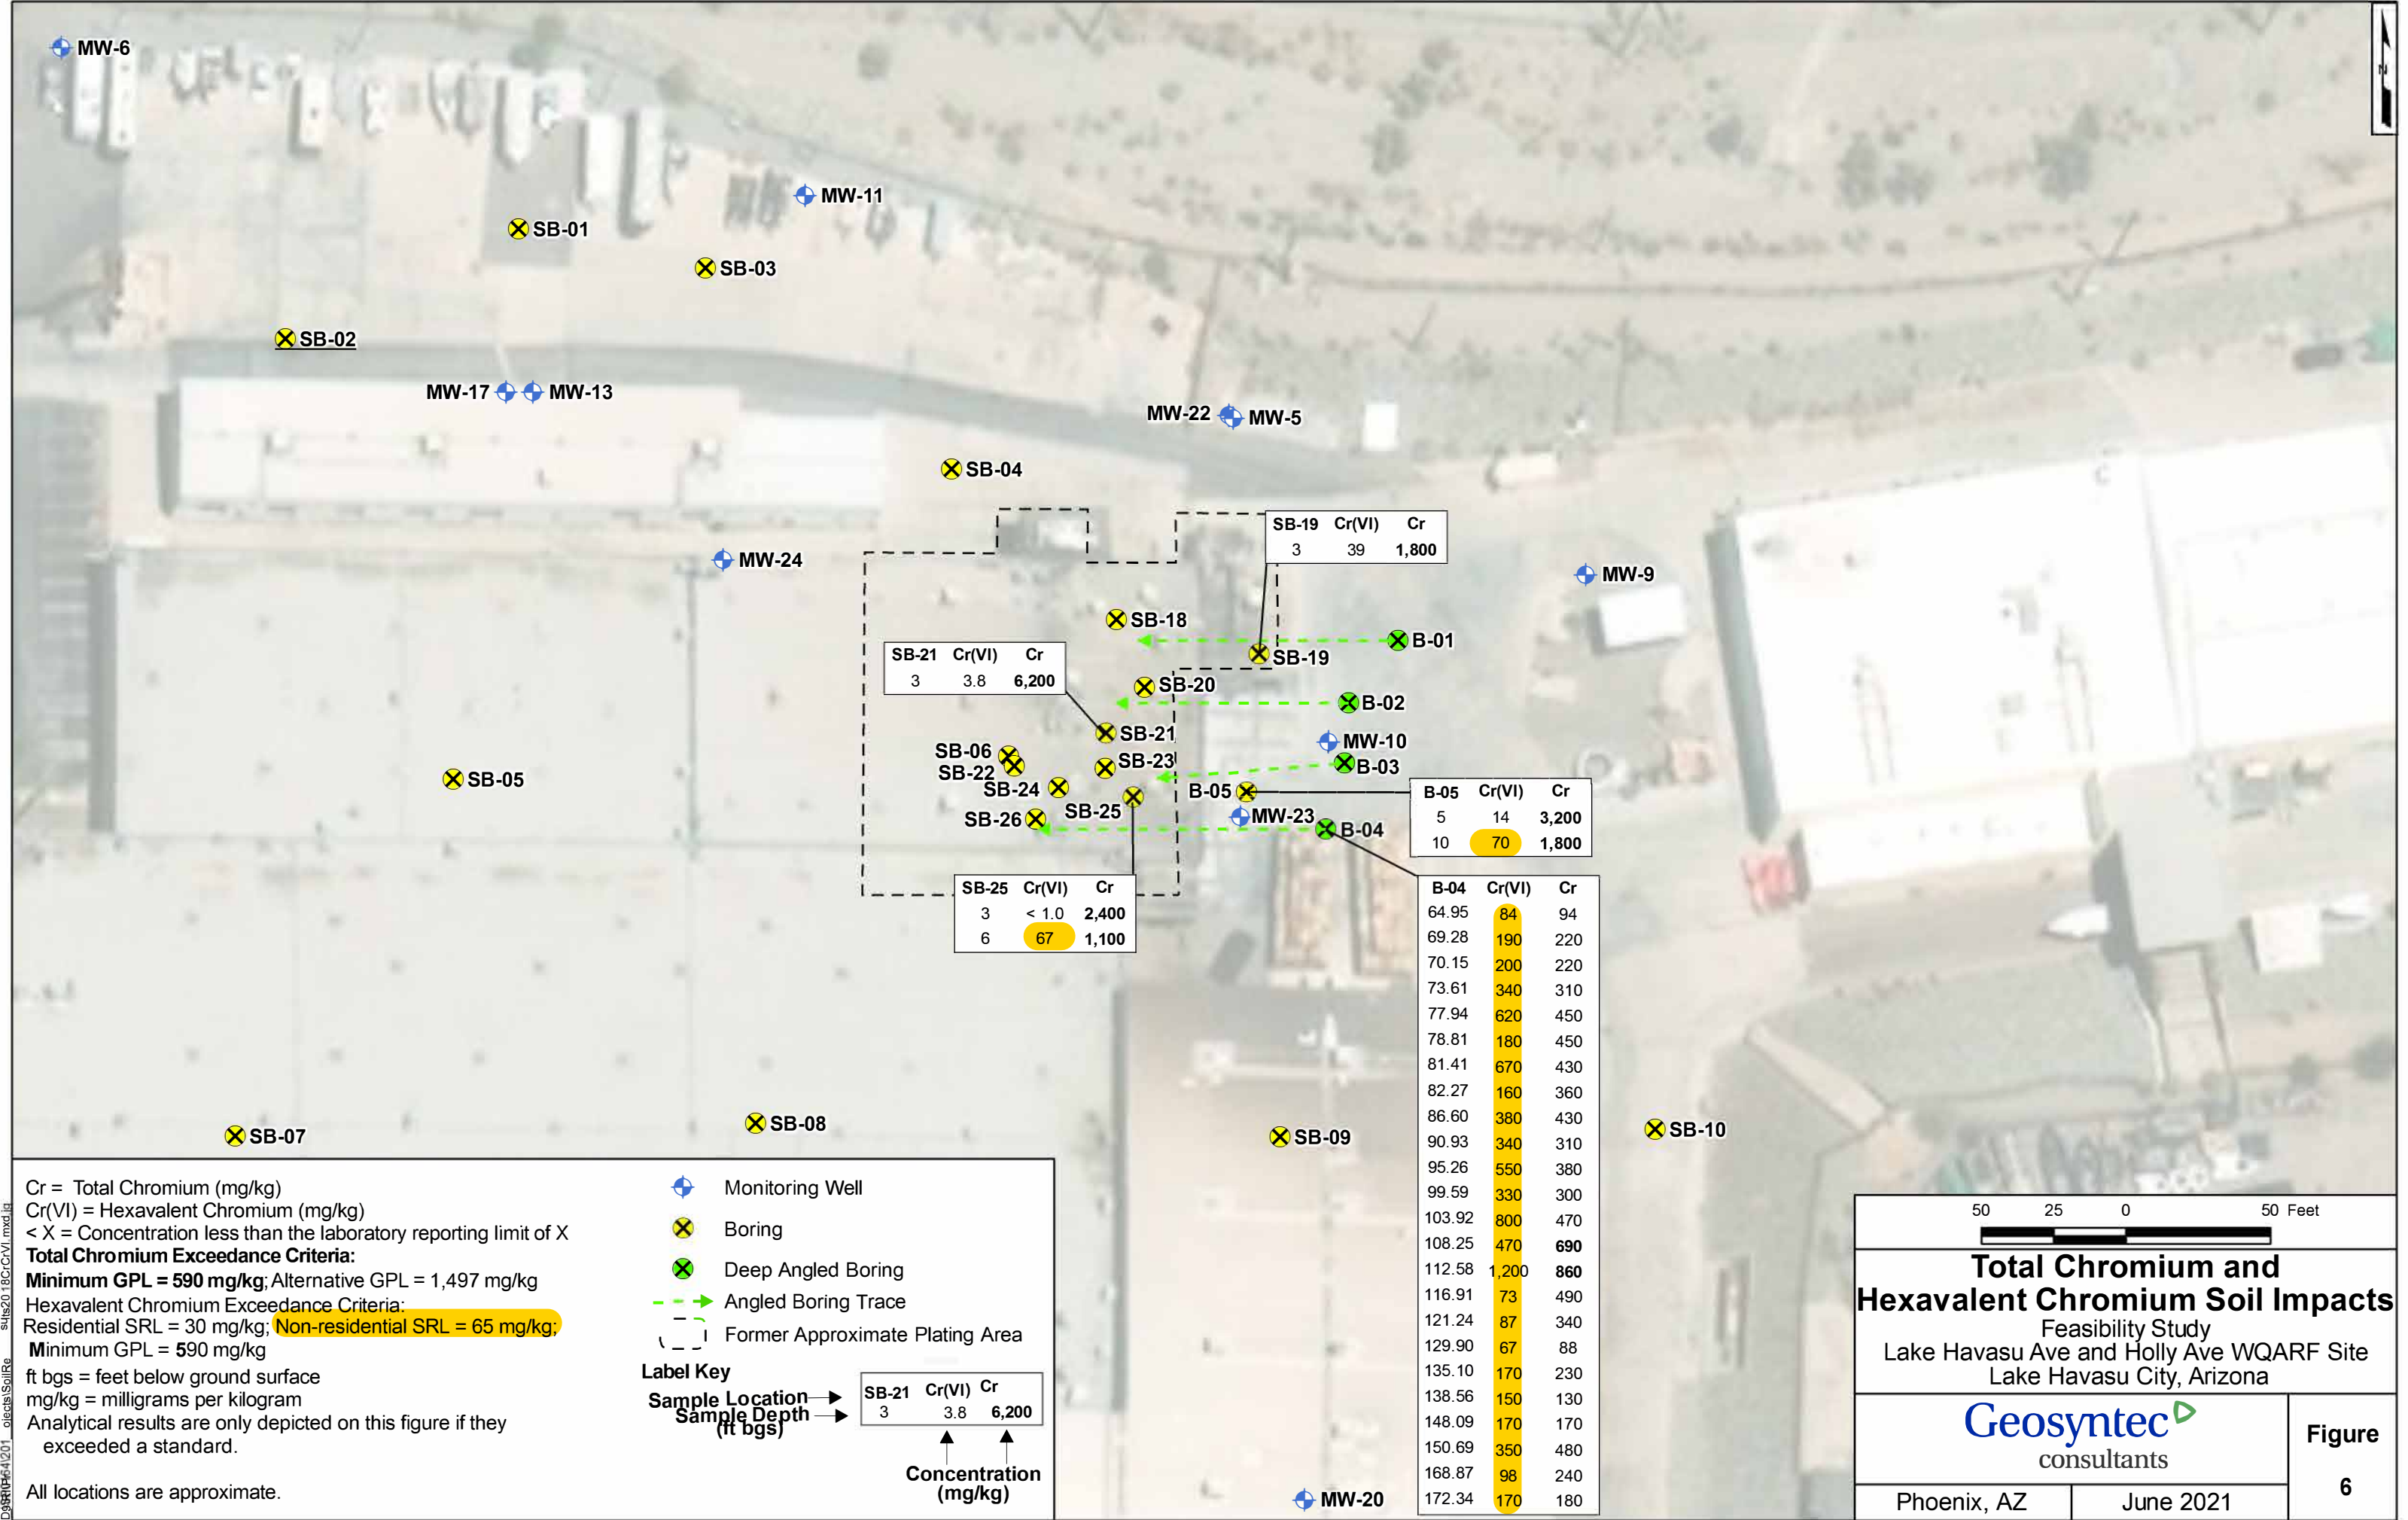 MW-6
N
MW-11
SB-01
SB-03
SB-02
MW-17 MW-13
MW-22 MW-5
SB-04
SB-19 Cr(VI) Cr
3 39 1,800
MW-24
MW-9
SB-18
B-01
SB-21 Cr(VI) Cr
3 3.8 6,200
SB-19
SB-20
B-02
SB-21
MW-10
SB-06
SB-22
SB-23
B-03
SB-05
SB-24
SB-25
B-05
B-05 Cr(VI) Cr
5 14 3,200
10 70 1,800
SB-26
MW-23
B-04
SB-25 Cr(VI) Cr
3 < 1.0 2,400
6 67 1,100
B-04 Cr(VI) Cr
64.95 84 94
69.28 190 220
70.15 200 220
73.61 340 310
77.94 620 450
78.81 180 450
81.41 670 430
82.27 160 360
86.60 380 430
90.93 340 310
95.26 550 380
99.59 330 300
103.92 800 470
108.25 470 690
112.58 1,200 860
116.91 73 490
121.24 87 340
129.90 67 88
135.10 170 230
138.56 150 130
148.09 170 170
150.69 350 480
168.87 98 240
172.34 170 180
SB-07
SB-08
SB-09
SB-10
MW-20
Cr = Total Chromium (mg/kg)
Cr(VI) = Hexavalent Chromium (mg/kg)
< X = Concentration less than the laboratory reporting limit of X
Total Chromium Exceedance Criteria:
Minimum GPL = 590 mg/kg; Alternative GPL = 1,497 mg/kg
Hexavalent Chromium Exceedance Criteria:
Residential SRL = 30 mg/kg; Non-residential SRL = 65 mg/kg;
Minimum GPL = 590 mg/kg
ft bgs = feet below ground surface
mg/kg = milligrams per kilogram
Analytical results are only depicted on this figure if they
exceeded a standard.
All locations are approximate.
Monitoring Well
Boring
Deep Angled Boring
Angled Boring Trace
Former Approximate Plating Area
Label Key
Sample Location
Sample Depth
(ft bgs)
SB-21 Cr(VI) Cr
3 3.8 6,200
Concentration
(mg/kg)
50 25 0 50 Feet
Total Chromium and
Hexavalent Chromium Soil Impacts
Feasibility Study
Lake Havasu Ave and Holly Ave WQARF Site
Lake Havasu City, Arizona
Geosyntec
consultants
Phoenix, AZ
June 2021
Figure
6